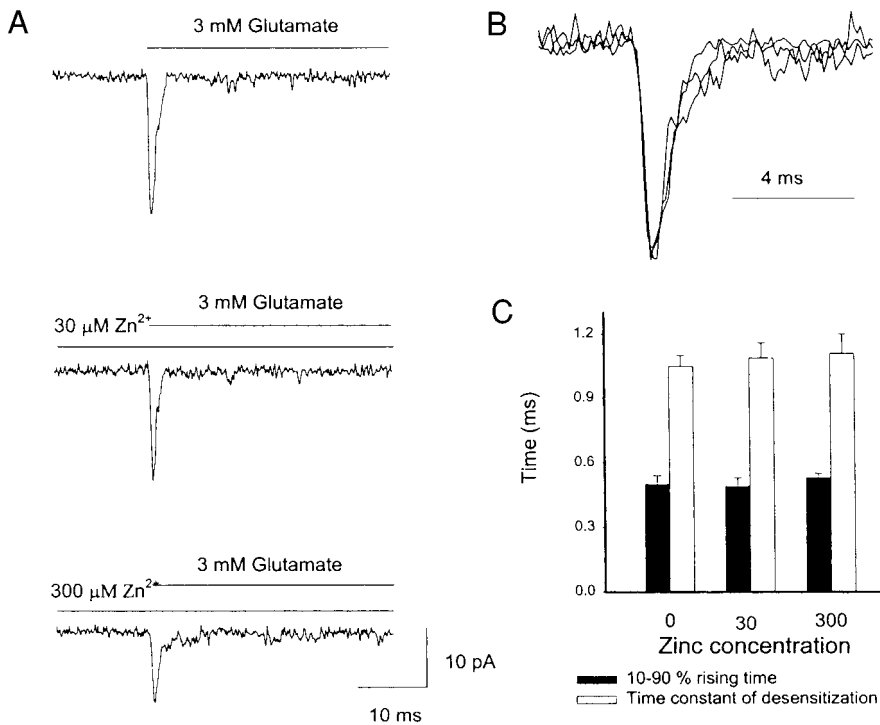 A
3 mM Glutamate
3 mM Glutamate
30 μM Zn2+
3 mM Glutamate
300 μM Zn2+
10 pA
10 ms
B
4 ms
C
1.2
0.9
0.6
0.3
0.0
Time (ms)
0 30 300
Zinc concentration
10-90 % rising time
Time constant of desensitization